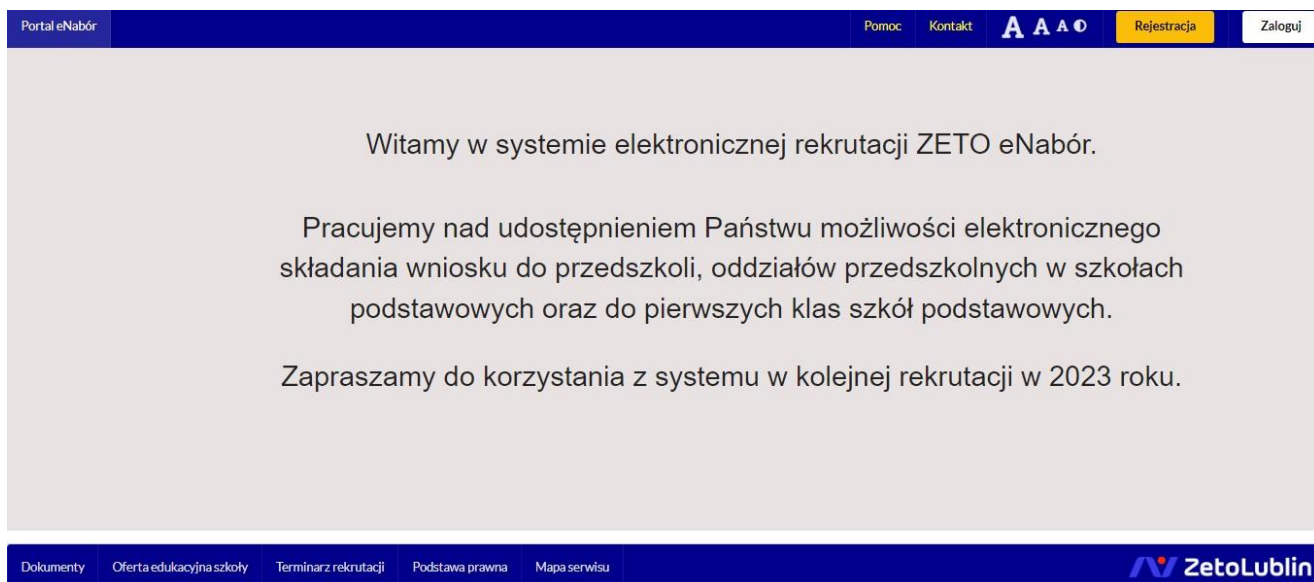 Portal eNabór Pomoc Kontakt A A A Rejestracja Zaloguj
Witamy w systemie elektronicznej rekrutacji ZETO eNabór.
Pracujemy nad udostępnieniem Państwu możliwości elektronicznego
składania wniosku do przedszkoli, oddziałów przedszkolnych w szkołach
podstawowych oraz do pierwszych klas szkół podstawowych.
Zapraszamy do korzystania z systemu w kolejnej rekrutacji w 2023 roku.
Dokumenty Oferta edukacyjna szkoły Terminarz rekrutacji Podstawa prawna Mapa serwisu ZetoLublin